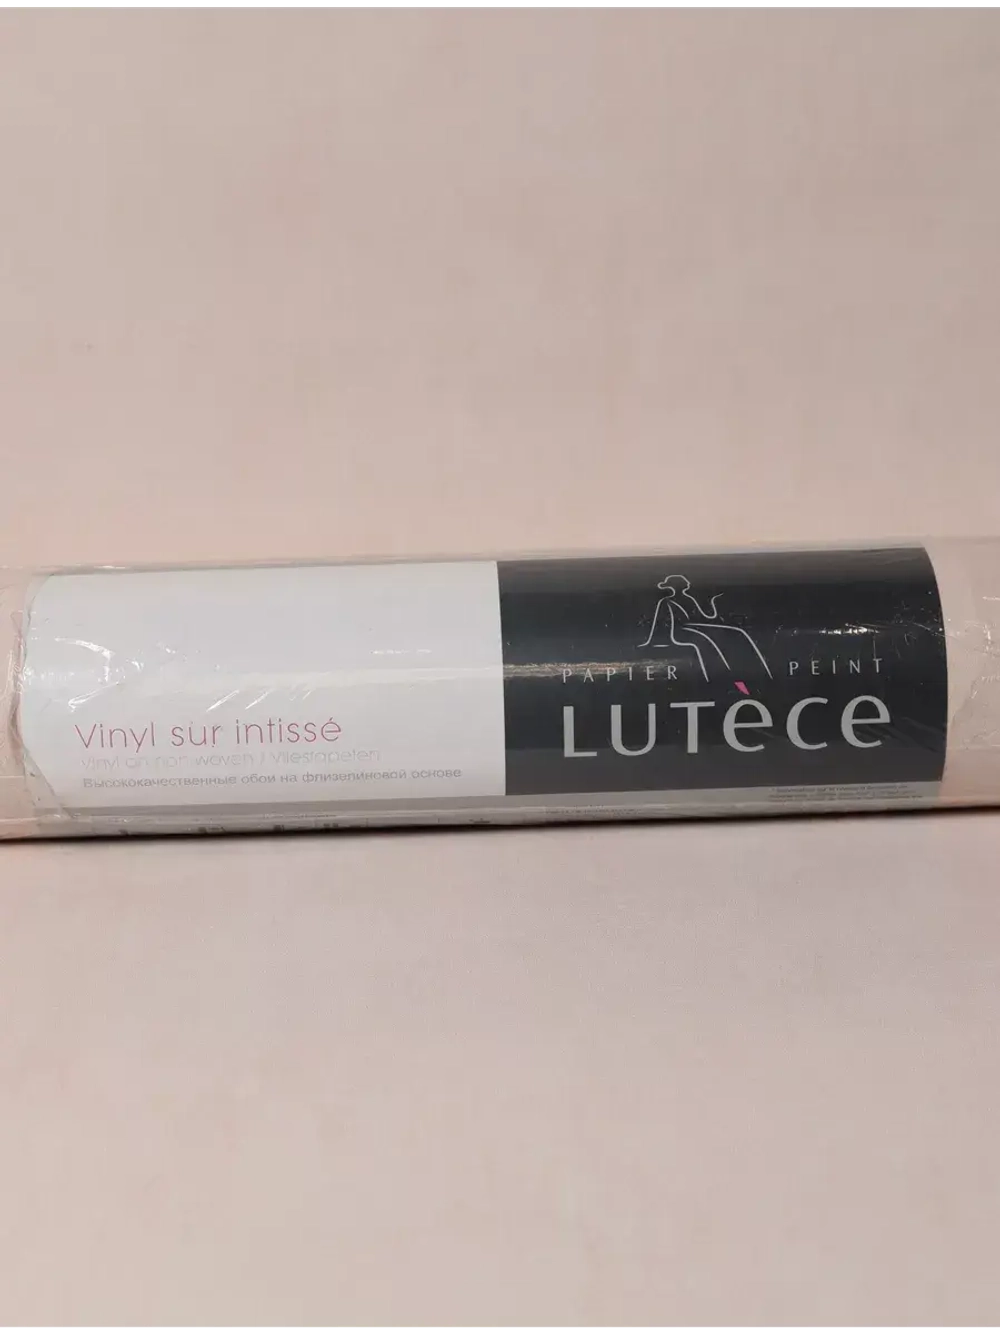 Vinyl sur intissé
Vinyl on non woven / Vliestapeten
Высококачественные обои на флизелиновой основе
PAPIER PEINT
LUTèCE